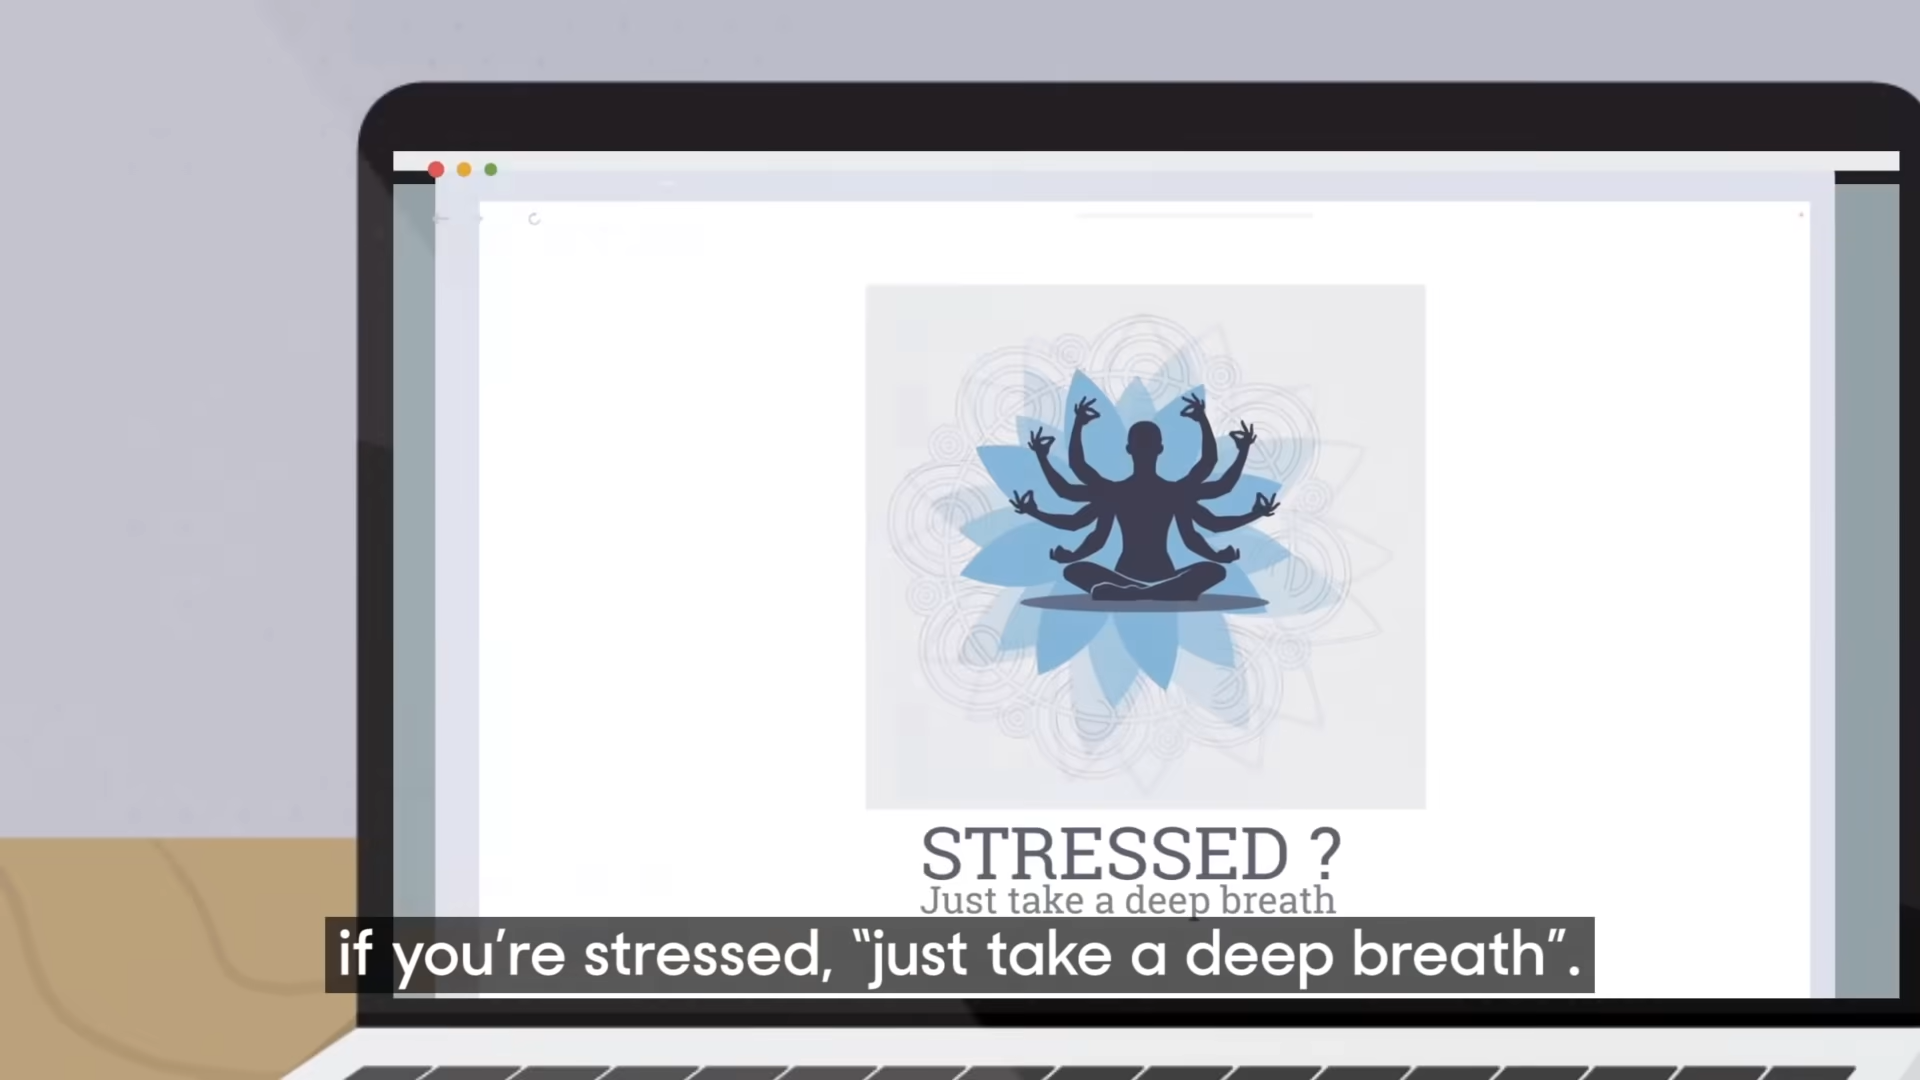 STRESSED ?
Just take a deep breath
if you’re stressed, “just take a deep breath”.